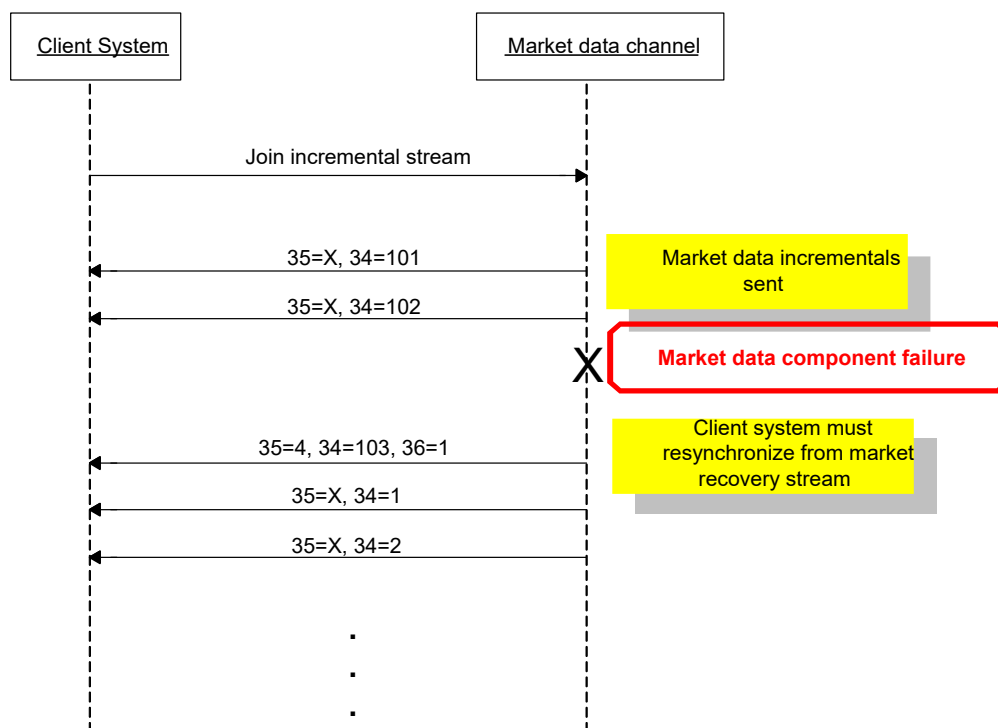 Client System
Market data channel
Join incremental stream
35=X, 34=101
Market data incrementals
sent
35=X, 34=102
X
Market data component failure
Client system must
resynchronize from market
recovery stream
35=4, 34=103, 36=1
35=X, 34=1
35=X, 34=2
.
.
.